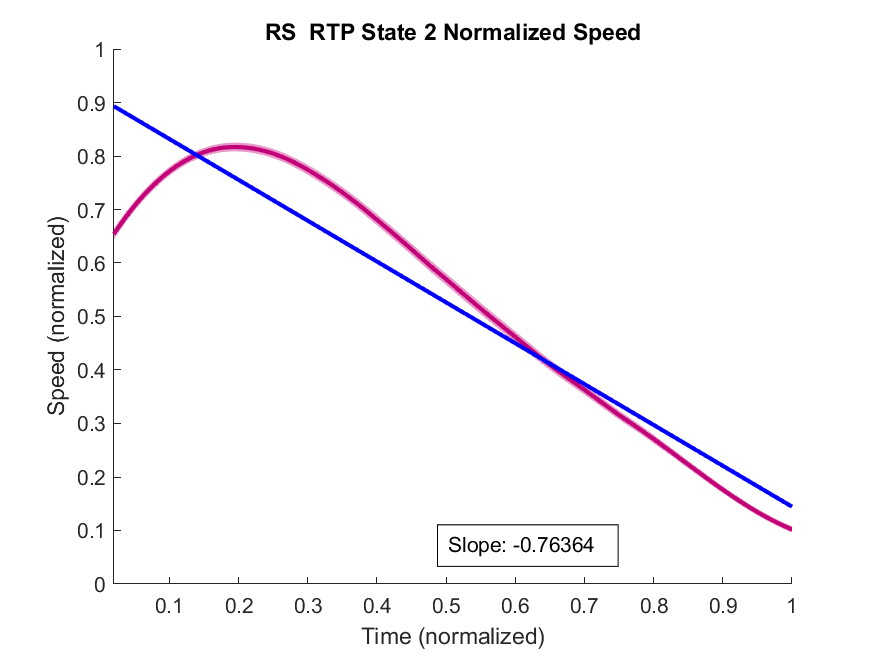 RS  RTP State 2 Normalized Speed
1
0.9
0.8
0.7
0.6
0.5
0.4
0.3
0.2
0.1
0
Speed (normalized)
Slope: -0.76364
0.1 0.2 0.3 0.4 0.5 0.6 0.7 0.8 0.9 1
Time (normalized)